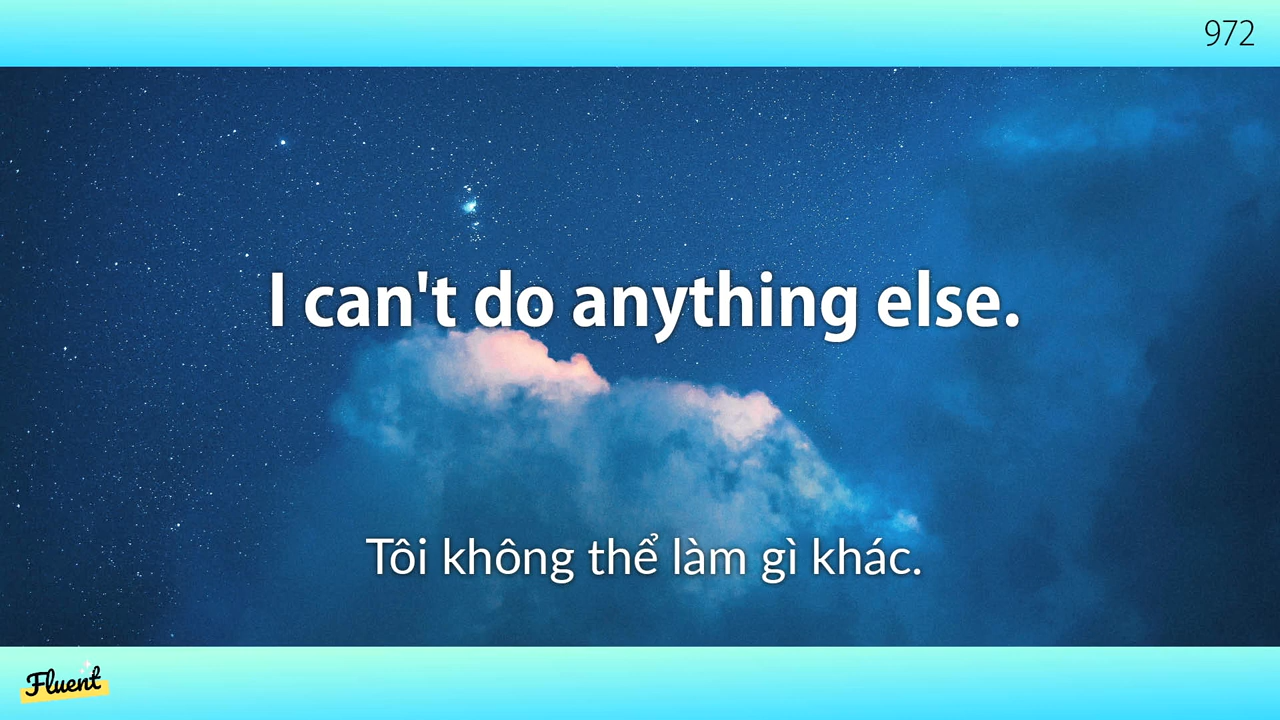 972
I can't do anything else.
Tôi không thể làm gì khác.
Fluent